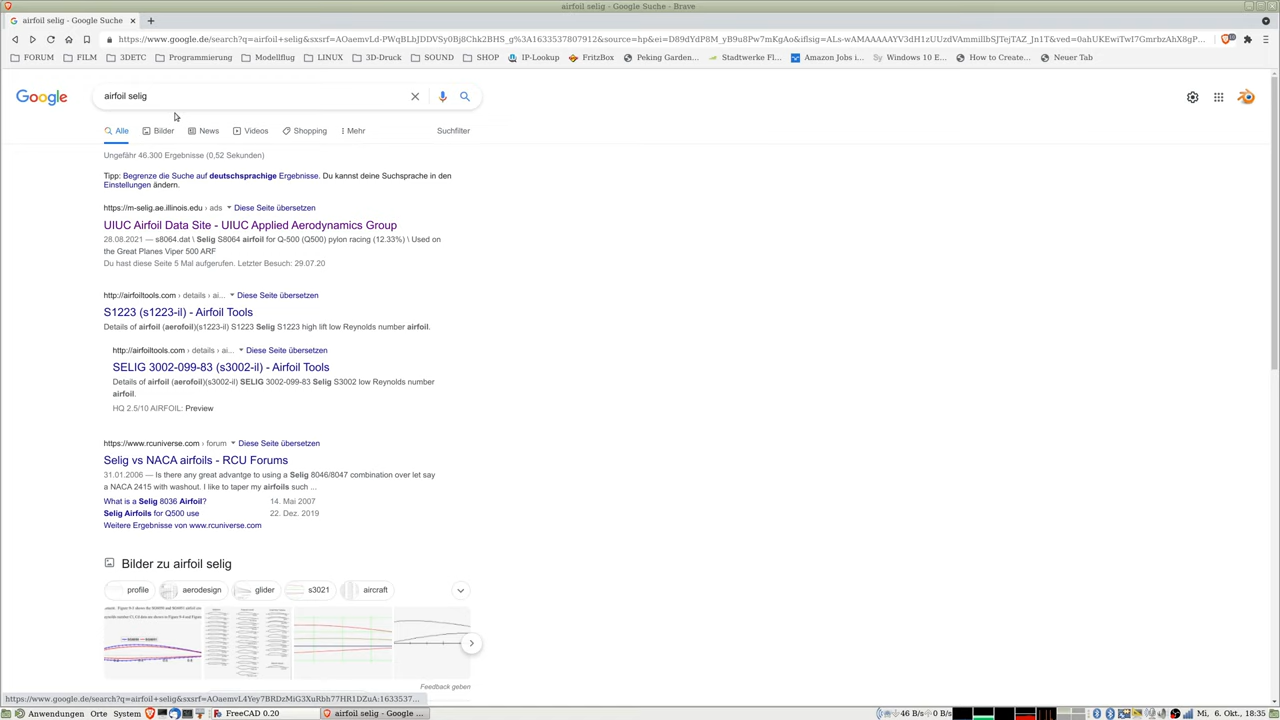 airfoil selig - Google Suche - Brave
airfoil selig - Google Suche
FORUM FILM 3DETC Programmierung Modellflug LINUX 3D-Druck SOUND SHOP IP-Lookup FritzBox Peking Garden... Stadtwerke Fl... Amazon Jobs i... Windows 10 E... How to Create... Neuer Tab
Google
airfoil selig
Alle Bilder News Videos Shopping Mehr Suchfilter
Ungefähr 46.300 Ergebnisse (0,52 Sekunden)
Tipp: Begrenze die Suche auf deutschsprachige Ergebnisse. Du kannst deine Suchsprache in den
Einstellungen ändern.
https://m-selig.ae.illinois.edu › ads Diese Seite übersetzen
UIUC Airfoil Data Site - UIUC Applied Aerodynamics Group
28.08.2021 — s8064.dat \ Selig S8064 airfoil for Q-500 (Q500) pylon racing (12.33%) \ Used on
the Great Planes Viper 500 ARF
Du hast diese Seite 5 Mal aufgerufen. Letzter Besuch: 29.07.20
http://airfoiltools.com › details › ai... Diese Seite übersetzen
S1223 (s1223-il) - Airfoil Tools
Details of airfoil (aerofoil)(s1223-il) S1223 Selig S1223 high lift low Reynolds number airfoil.
http://airfoiltools.com › details › ai... Diese Seite übersetzen
SELIG 3002-099-83 (s3002-il) - Airfoil Tools
Details of airfoil (aerofoil)(s3002-il) SELIG 3002-099-83 Selig S3002 low Reynolds number
airfoil.
HQ 2.5/10 AIRFOIL: Preview
https://www.rcuniverse.com › forum Diese Seite übersetzen
Selig vs NACA airfoils - RCU Forums
31.01.2006 — Is there any great advantge to using a Selig 8046/8047 combination over let say
a NACA 2415 with washout. I like to taper my airfoils such ...
What is a Selig 8036 Airfoil? 14. Mai 2007
Selig Airfoils for Q500 use 22. Dez. 2019
Weitere Ergebnisse von www.rcuniverse.com
Bilder zu airfoil selig
profile aerodesign glider s3021 aircraft
Feedback geben
Anwendungen Orte System FreeCAD 0.20 airfoil selig - Google ... 46 B/s 0 B/s Mi, 6. Okt., 18:35